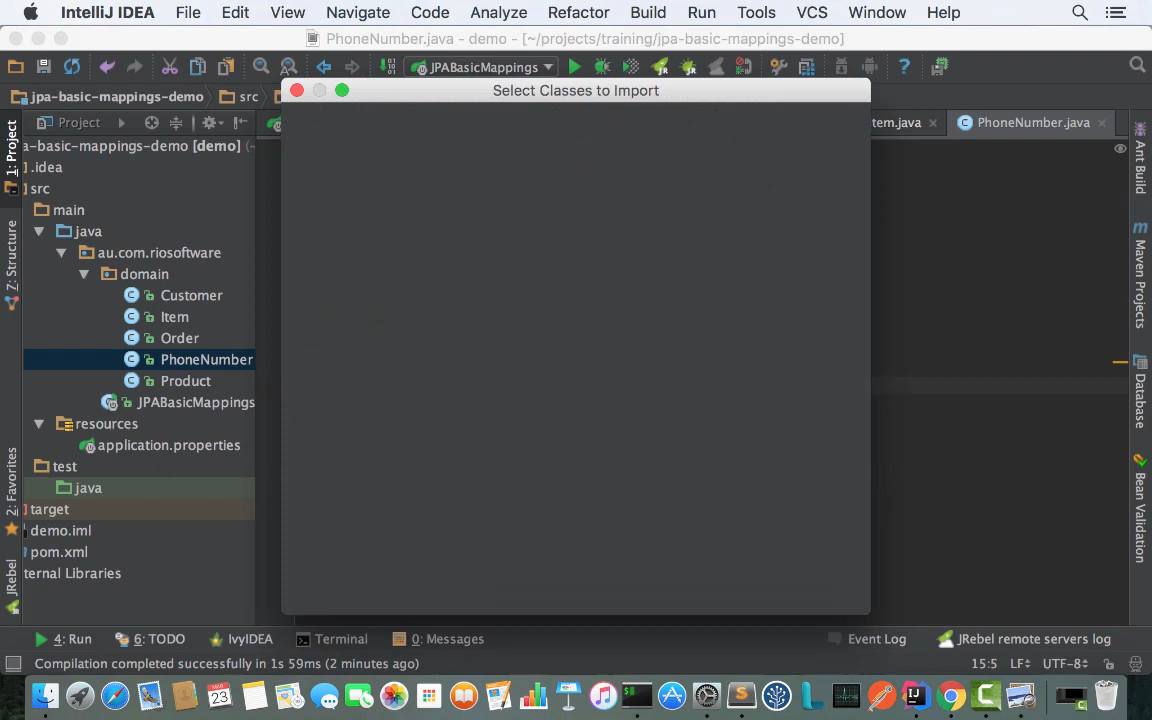 IntelliJ IDEA File Edit View Navigate Code Analyze Refactor Build Run Tools VCS Window Help
PhoneNumber.java - demo - [~/projects/training/jpa-basic-mappings-demo]
JPABasicMappings
jpa-basic-mappings-demo src
Select Classes to Import
Project
tem.java
PhoneNumber.java
a-basic-mappings-demo [demo] (~
.idea
src
main
java
au.com.riosoftware
domain
Customer
Item
Order
PhoneNumber
Product
JPABasicMappings
resources
application.properties
test
java
target
demo.iml
pom.xml
ternal Libraries
1: Project
Z: Structure
2: Favorites
JRebel
Ant Build
Maven Projects
Database
Bean Validation
4: Run 6: TODO IvyIDEA Terminal 0: Messages Event Log JRebel remote servers log
Compilation completed successfully in 1s 59ms (2 minutes ago) 15:5 LF UTF-8
MAR
23